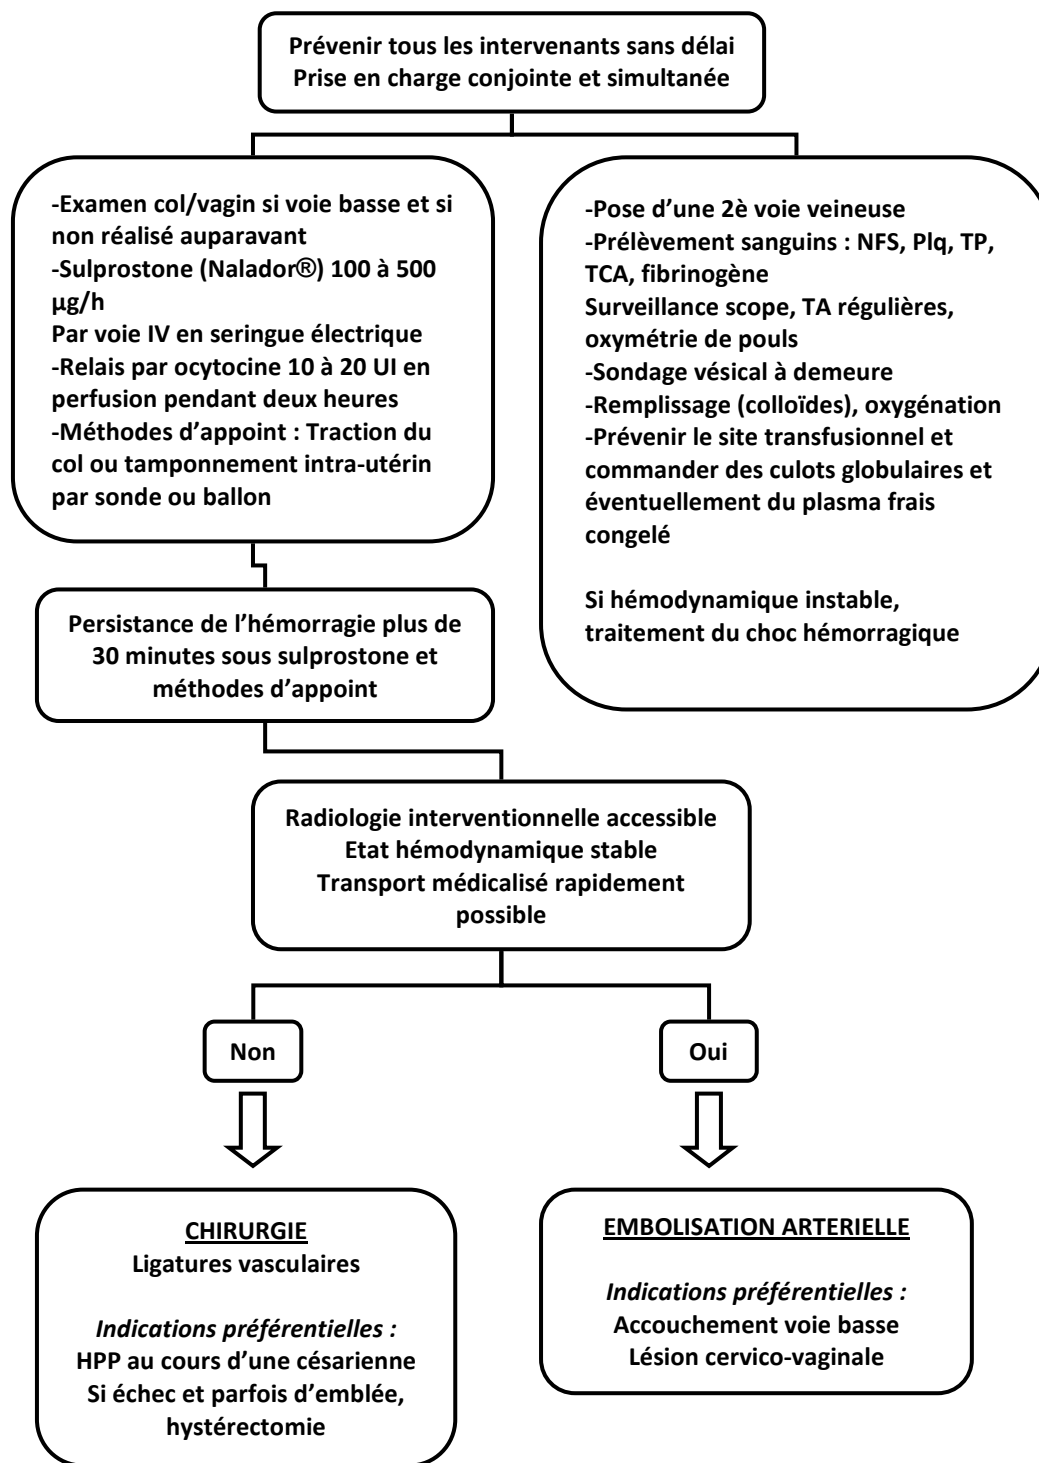 Prévenir tous les intervenants sans délai
Prise en charge conjointe et simultanée
-Examen col/vagin si voie basse et si
non réalisé auparavant
-Sulprostone (Nalador®) 100 à 500
µg/h
Par voie IV en seringue électrique
-Relais par ocytocine 10 à 20 UI en
perfusion pendant deux heures
-Méthodes d’appoint : Traction du
col ou tamponnement intra-utérin
par sonde ou ballon
-Pose d’une 2è voie veineuse
-Prélèvement sanguins : NFS, Plq, TP,
TCA, fibrinogène
Surveillance scope, TA régulières,
oxymétrie de pouls
-Sondage vésical à demeure
-Remplissage (colloïdes), oxygénation
-Prévenir le site transfusionnel et
commander des culots globulaires et
éventuellement du plasma frais
congelé
Si hémodynamique instable,
traitement du choc hémorragique
Persistance de l’hémorragie plus de
30 minutes sous sulprostone et
méthodes d’appoint
Radiologie interventionnelle accessible
Etat hémodynamique stable
Transport médicalisé rapidement
possible
Non
Oui
CHIRURGIE
Ligatures vasculaires
Indications préférentielles :
HPP au cours d’une césarienne
Si échec et parfois d’emblée,
hystérectomie
EMBOLISATION ARTERIELLE
Indications préférentielles :
Accouchement voie basse
Lésion cervico-vaginale